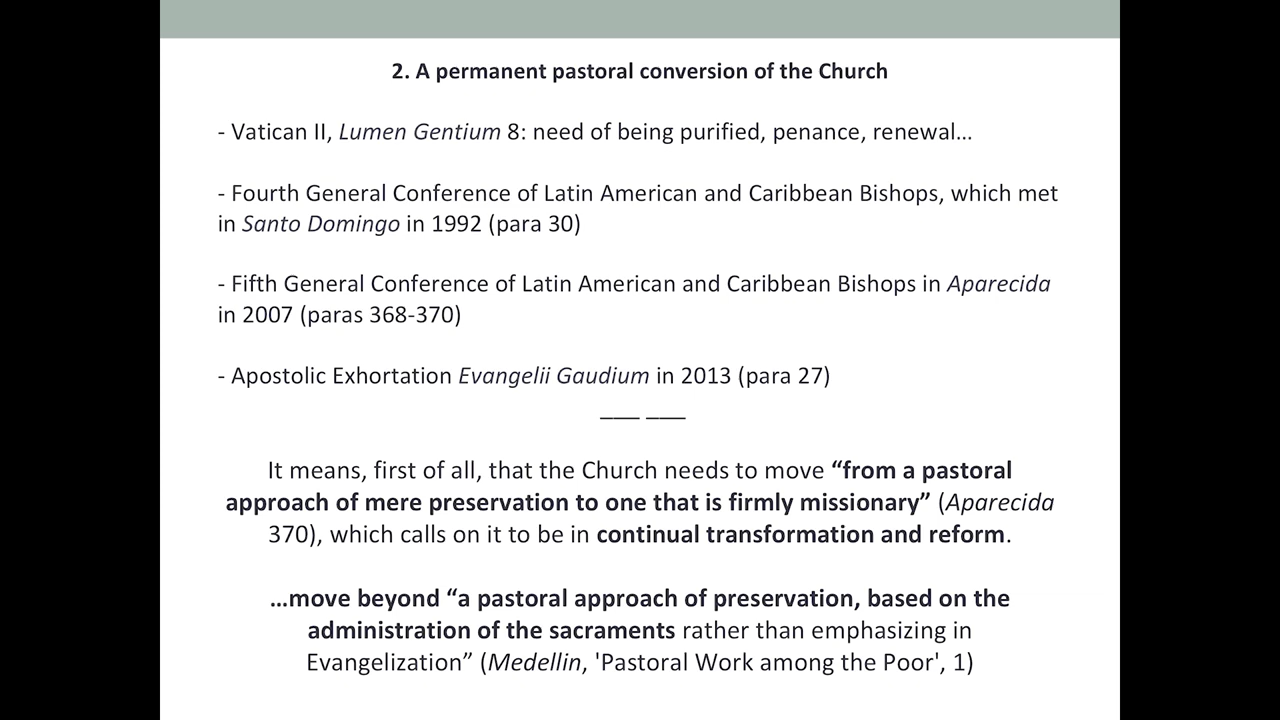 2. A permanent pastoral conversion of the Church
- Vatican II, Lumen Gentium 8: need of being purified, penance, renewal…
- Fourth General Conference of Latin American and Caribbean Bishops, which met
in Santo Domingo in 1992 (para 30)
- Fifth General Conference of Latin American and Caribbean Bishops in Aparecida
in 2007 (paras 368-370)
- Apostolic Exhortation Evangelii Gaudium in 2013 (para 27)
___ ___
It means, first of all, that the Church needs to move “from a pastoral
approach of mere preservation to one that is firmly missionary” (Aparecida
370), which calls on it to be in continual transformation and reform.
…move beyond “a pastoral approach of preservation, based on the
administration of the sacraments rather than emphasizing in
Evangelization” (Medellin, 'Pastoral Work among the Poor', 1)